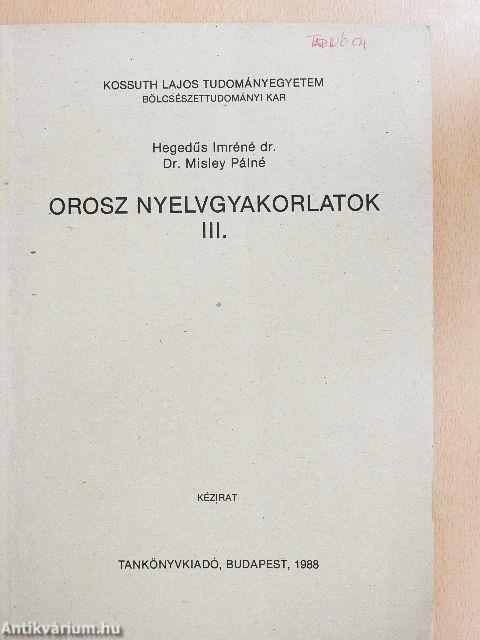 KOSSUTH LAJOS TUDOMÁNYEGYETEM
BÖLCSÉSZETTUDOMÁNYI KAR
Hegedűs Imréné dr.
Dr. Misley Pálné
OROSZ NYELVGYAKORLATOK
III.
KÉZIRAT
TANKÖNYVKIADÓ, BUDAPEST, 1988
Antikvárium.hu